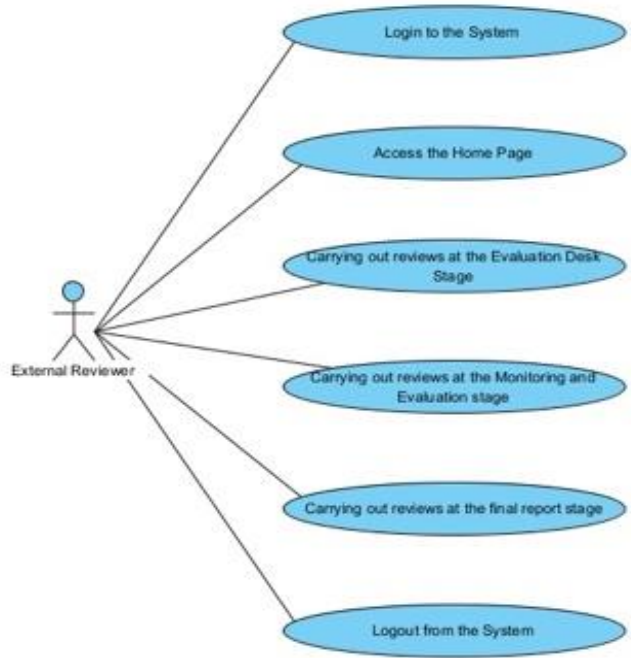 Login to the System
Access the Home Page
Carrying out reviews at the Evaluation Desk
Stage
External Reviewer
Carrying out reviews at the Monitoring and
Evaluation stage
Carrying out reviews at the final report stage
Logout from the System